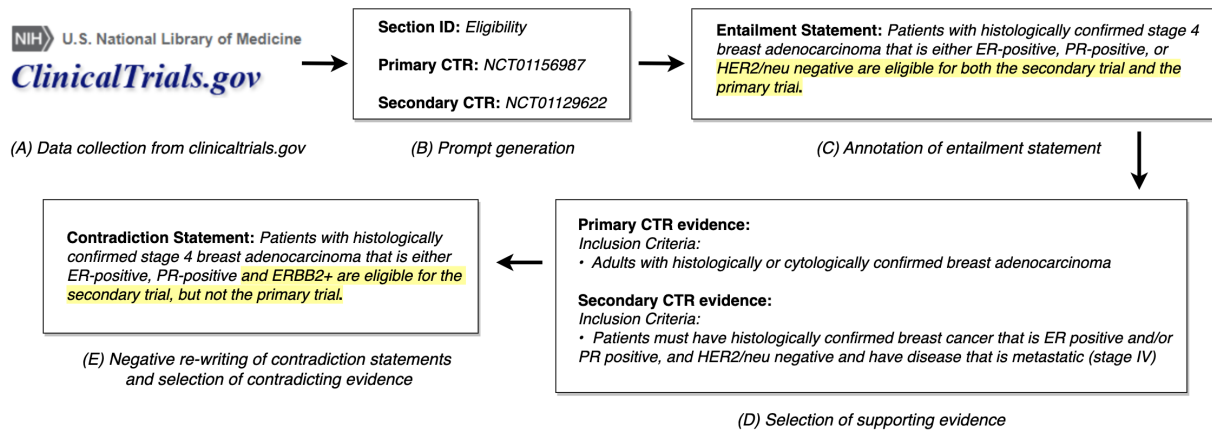 NIH U.S. National Library of Medicine
ClinicalTrials.gov
(A) Data collection from clinicaltrials.gov
Section ID: Eligibility
Primary CTR: NCT01156987
Secondary CTR: NCT01129622
(B) Prompt generation
Entailment Statement: Patients with histologically confirmed stage 4
breast adenocarcinoma that is either ER-positive, PR-positive, or
HER2/neu negative are eligible for both the secondary trial and the
primary trial.
(C) Annotation of entailment statement
Primary CTR evidence:
Inclusion Criteria:
• Adults with histologically or cytologically confirmed breast adenocarcinoma
Secondary CTR evidence:
Inclusion Criteria:
• Patients must have histologically confirmed breast cancer that is ER positive and/or
PR positive, and HER2/neu negative and have disease that is metastatic (stage IV)
(D) Selection of supporting evidence
Contradiction Statement: Patients with histologically
confirmed stage 4 breast adenocarcinoma that is either
ER-positive, PR-positive and ERBB2+ are eligible for the
secondary trial, but not the primary trial.
(E) Negative re-writing of contradiction statements
and selection of contradicting evidence